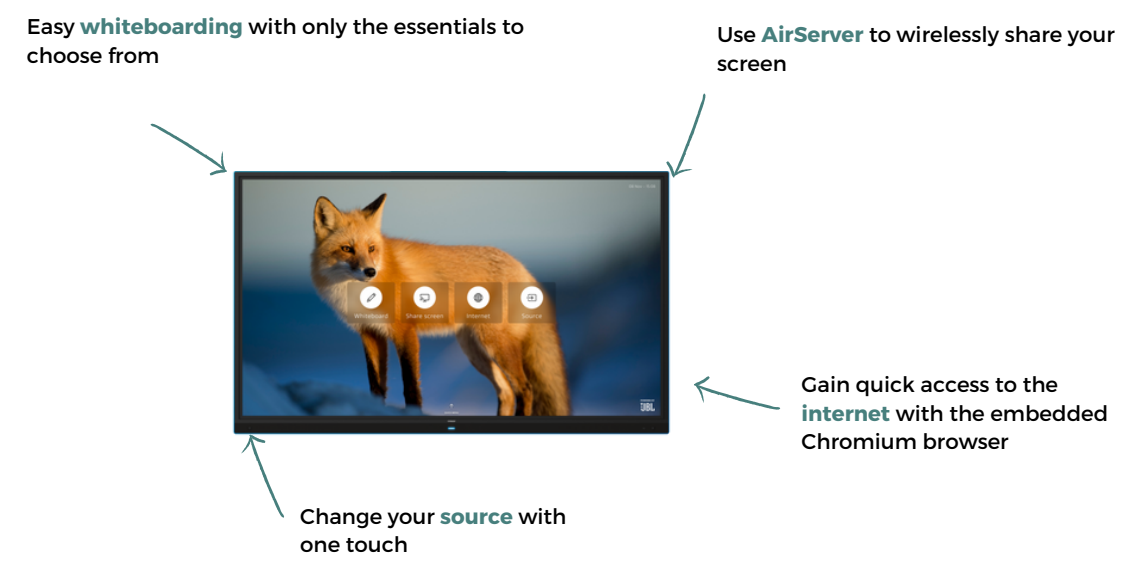 Easy whiteboarding with only the essentials to
choose from
Use AirServer to wirelessly share your
screen
Whiteboard
Share screen
Internet
Source
JBL
Gain quick access to the
internet with the embedded
Chromium browser
Change your source with
one touch